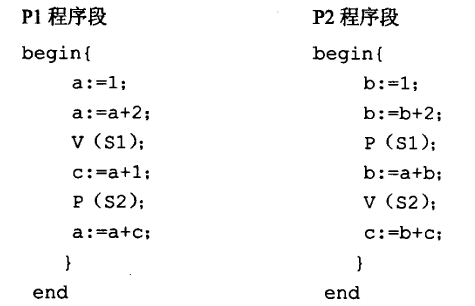 P1 程序段
begin{
a:=1;
a:=a+2;
V (S1);
c:=a+1;
P (S2);
a:=a+c;
}
end
P2 程序段
begin{
b:=1;
b:=b+2;
P (S1);
b:=a+b;
V (S2);
c:=b+c;
}
end